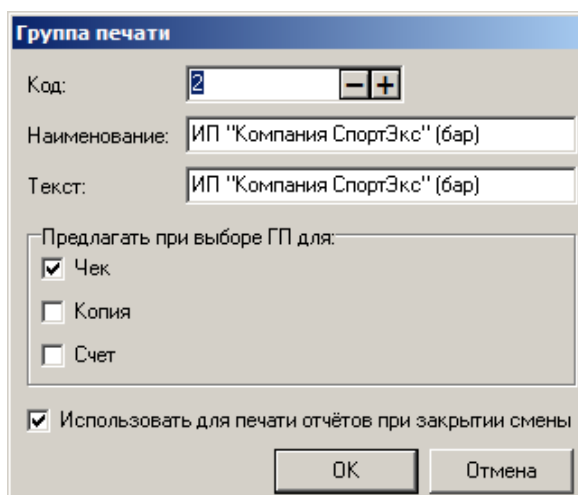 Группа печати
Код: 2
Наименование: ИП "Компания СпортЭкс" (бар)
Текст: ИП "Компания СпортЭкс" (бар)
Предлагать при выборе ГП для:
Чек
Копия
Счет
Использовать для печати отчётов при закрытии смены
OK Отмена